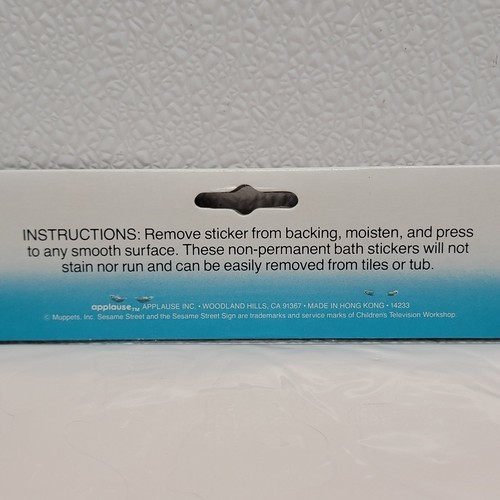 INSTRUCTIONS: Remove sticker from backing, moisten, and press
to any smooth surface. These non-permanent bath stickers will not
stain nor run and can be easily removed from tiles or tub.
applause™ APPLAUSE INC. • WOODLAND HILLS, CA 91367 • MADE IN HONG KONG • 14233
© Muppets, Inc. Sesame Street and the Sesame Street Sign are trademarks and service marks of Children's Television Workshop